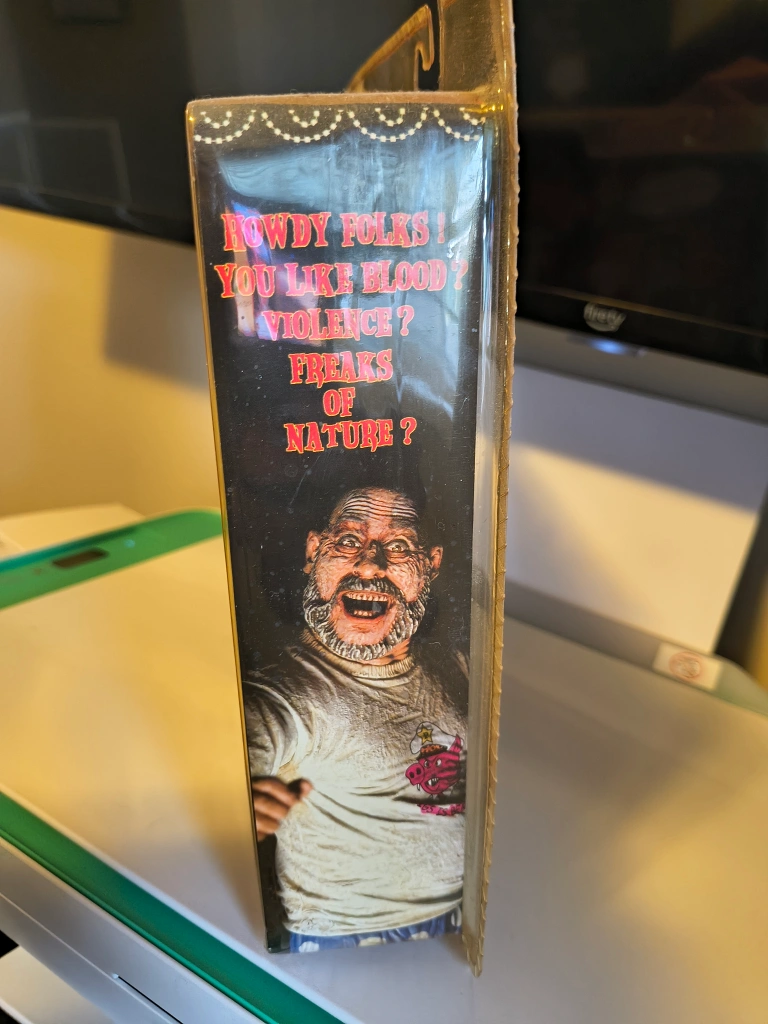 HOWDY FOLKS!
YOU LIKE BLOOD?
VIOLENCE?
FREAKS
OF
NATURE?